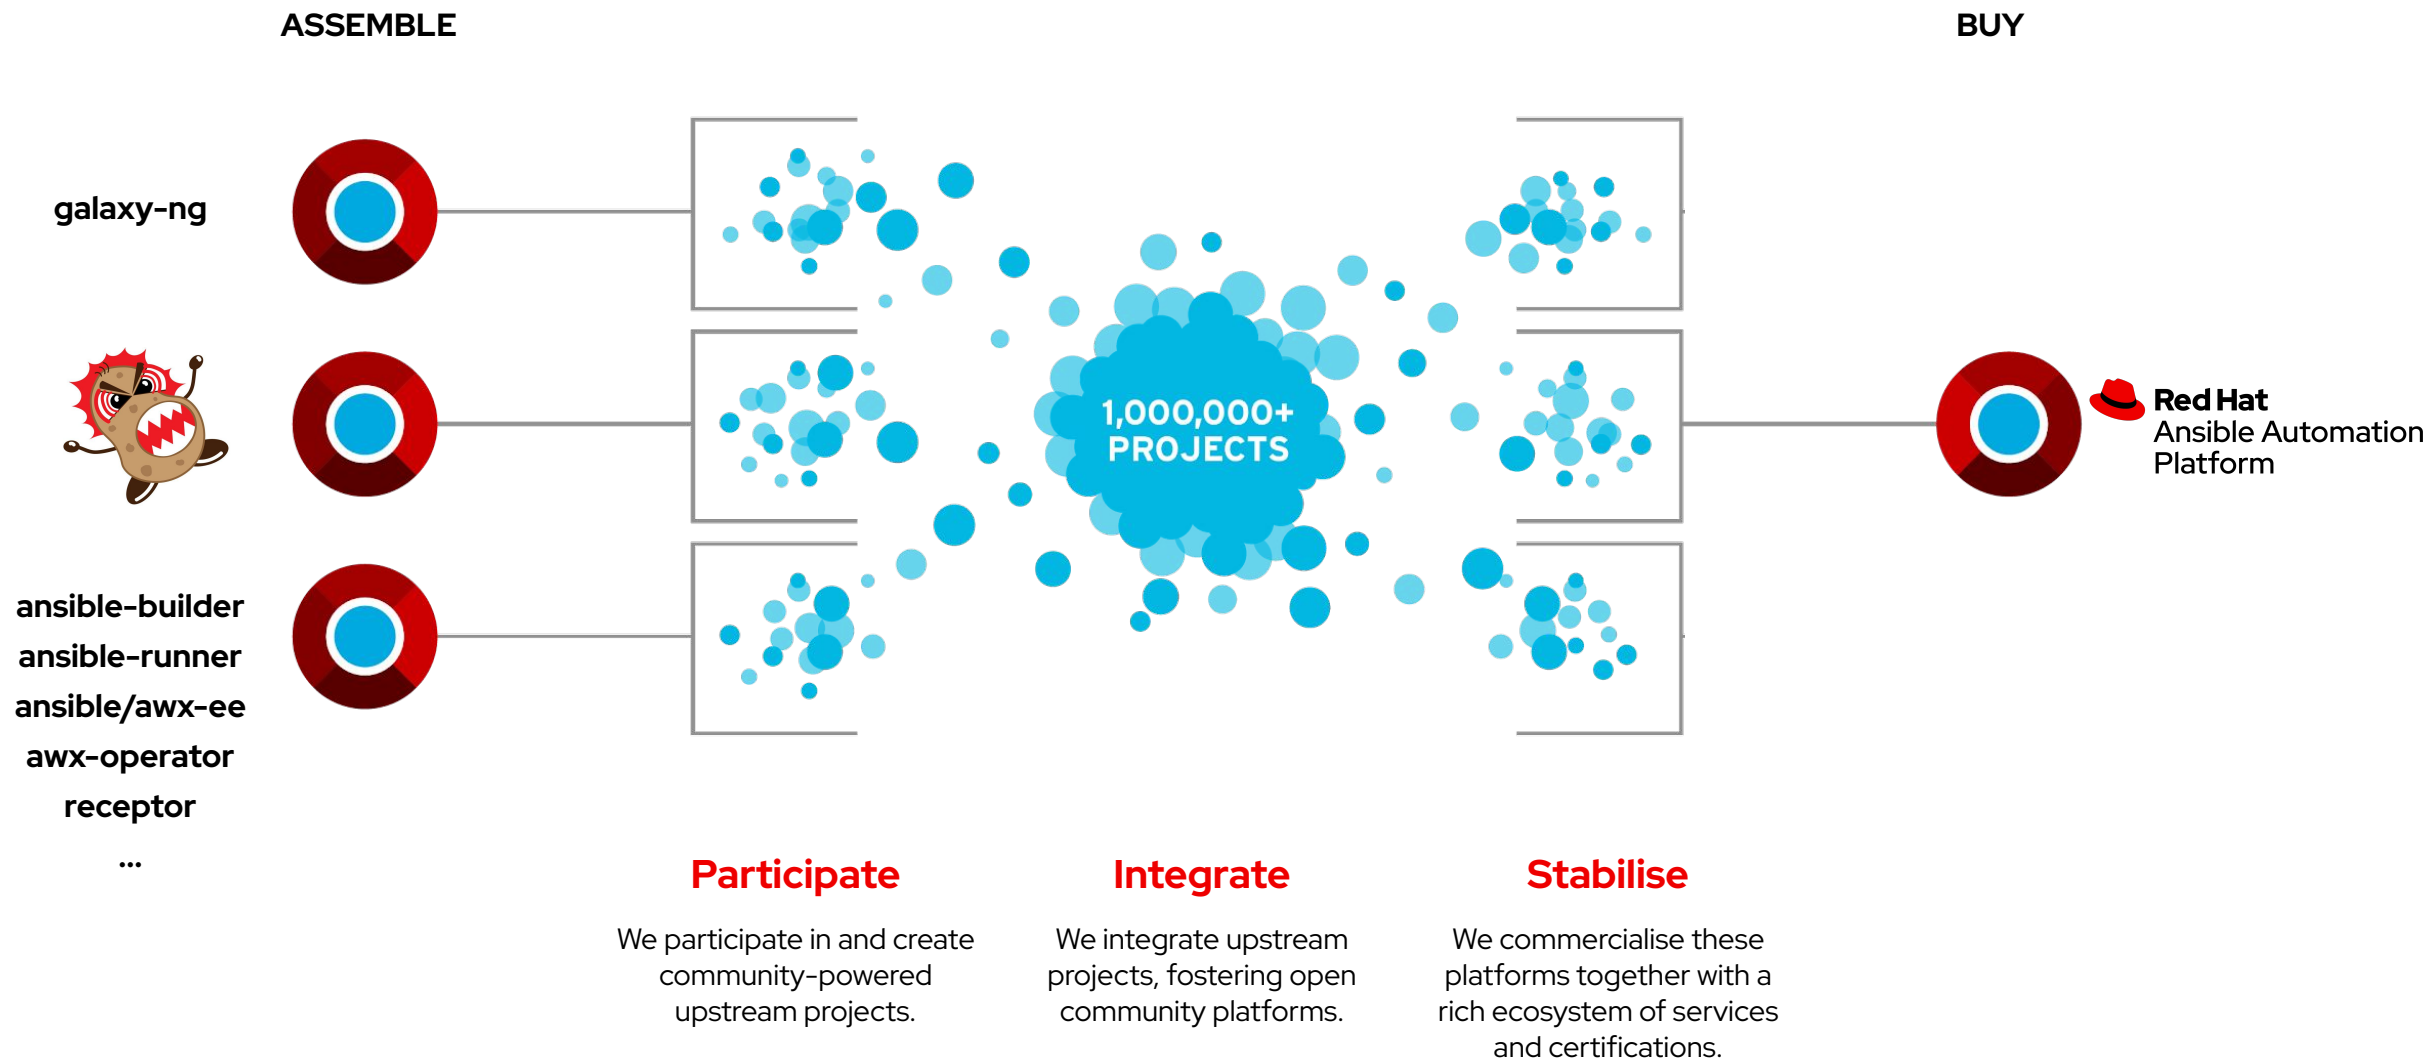 ASSEMBLE
BUY
galaxy-ng
1,000,000+
PROJECTS
Red Hat
Ansible Automation
Platform
ansible-builder
ansible-runner
ansible/awx-ee
awx-operator
receptor
...
Participate
We participate in and create
community-powered
upstream projects.
Integrate
We integrate upstream
projects, fostering open
community platforms.
Stabilise
We commercialise these
platforms together with a
rich ecosystem of services
and certifications.